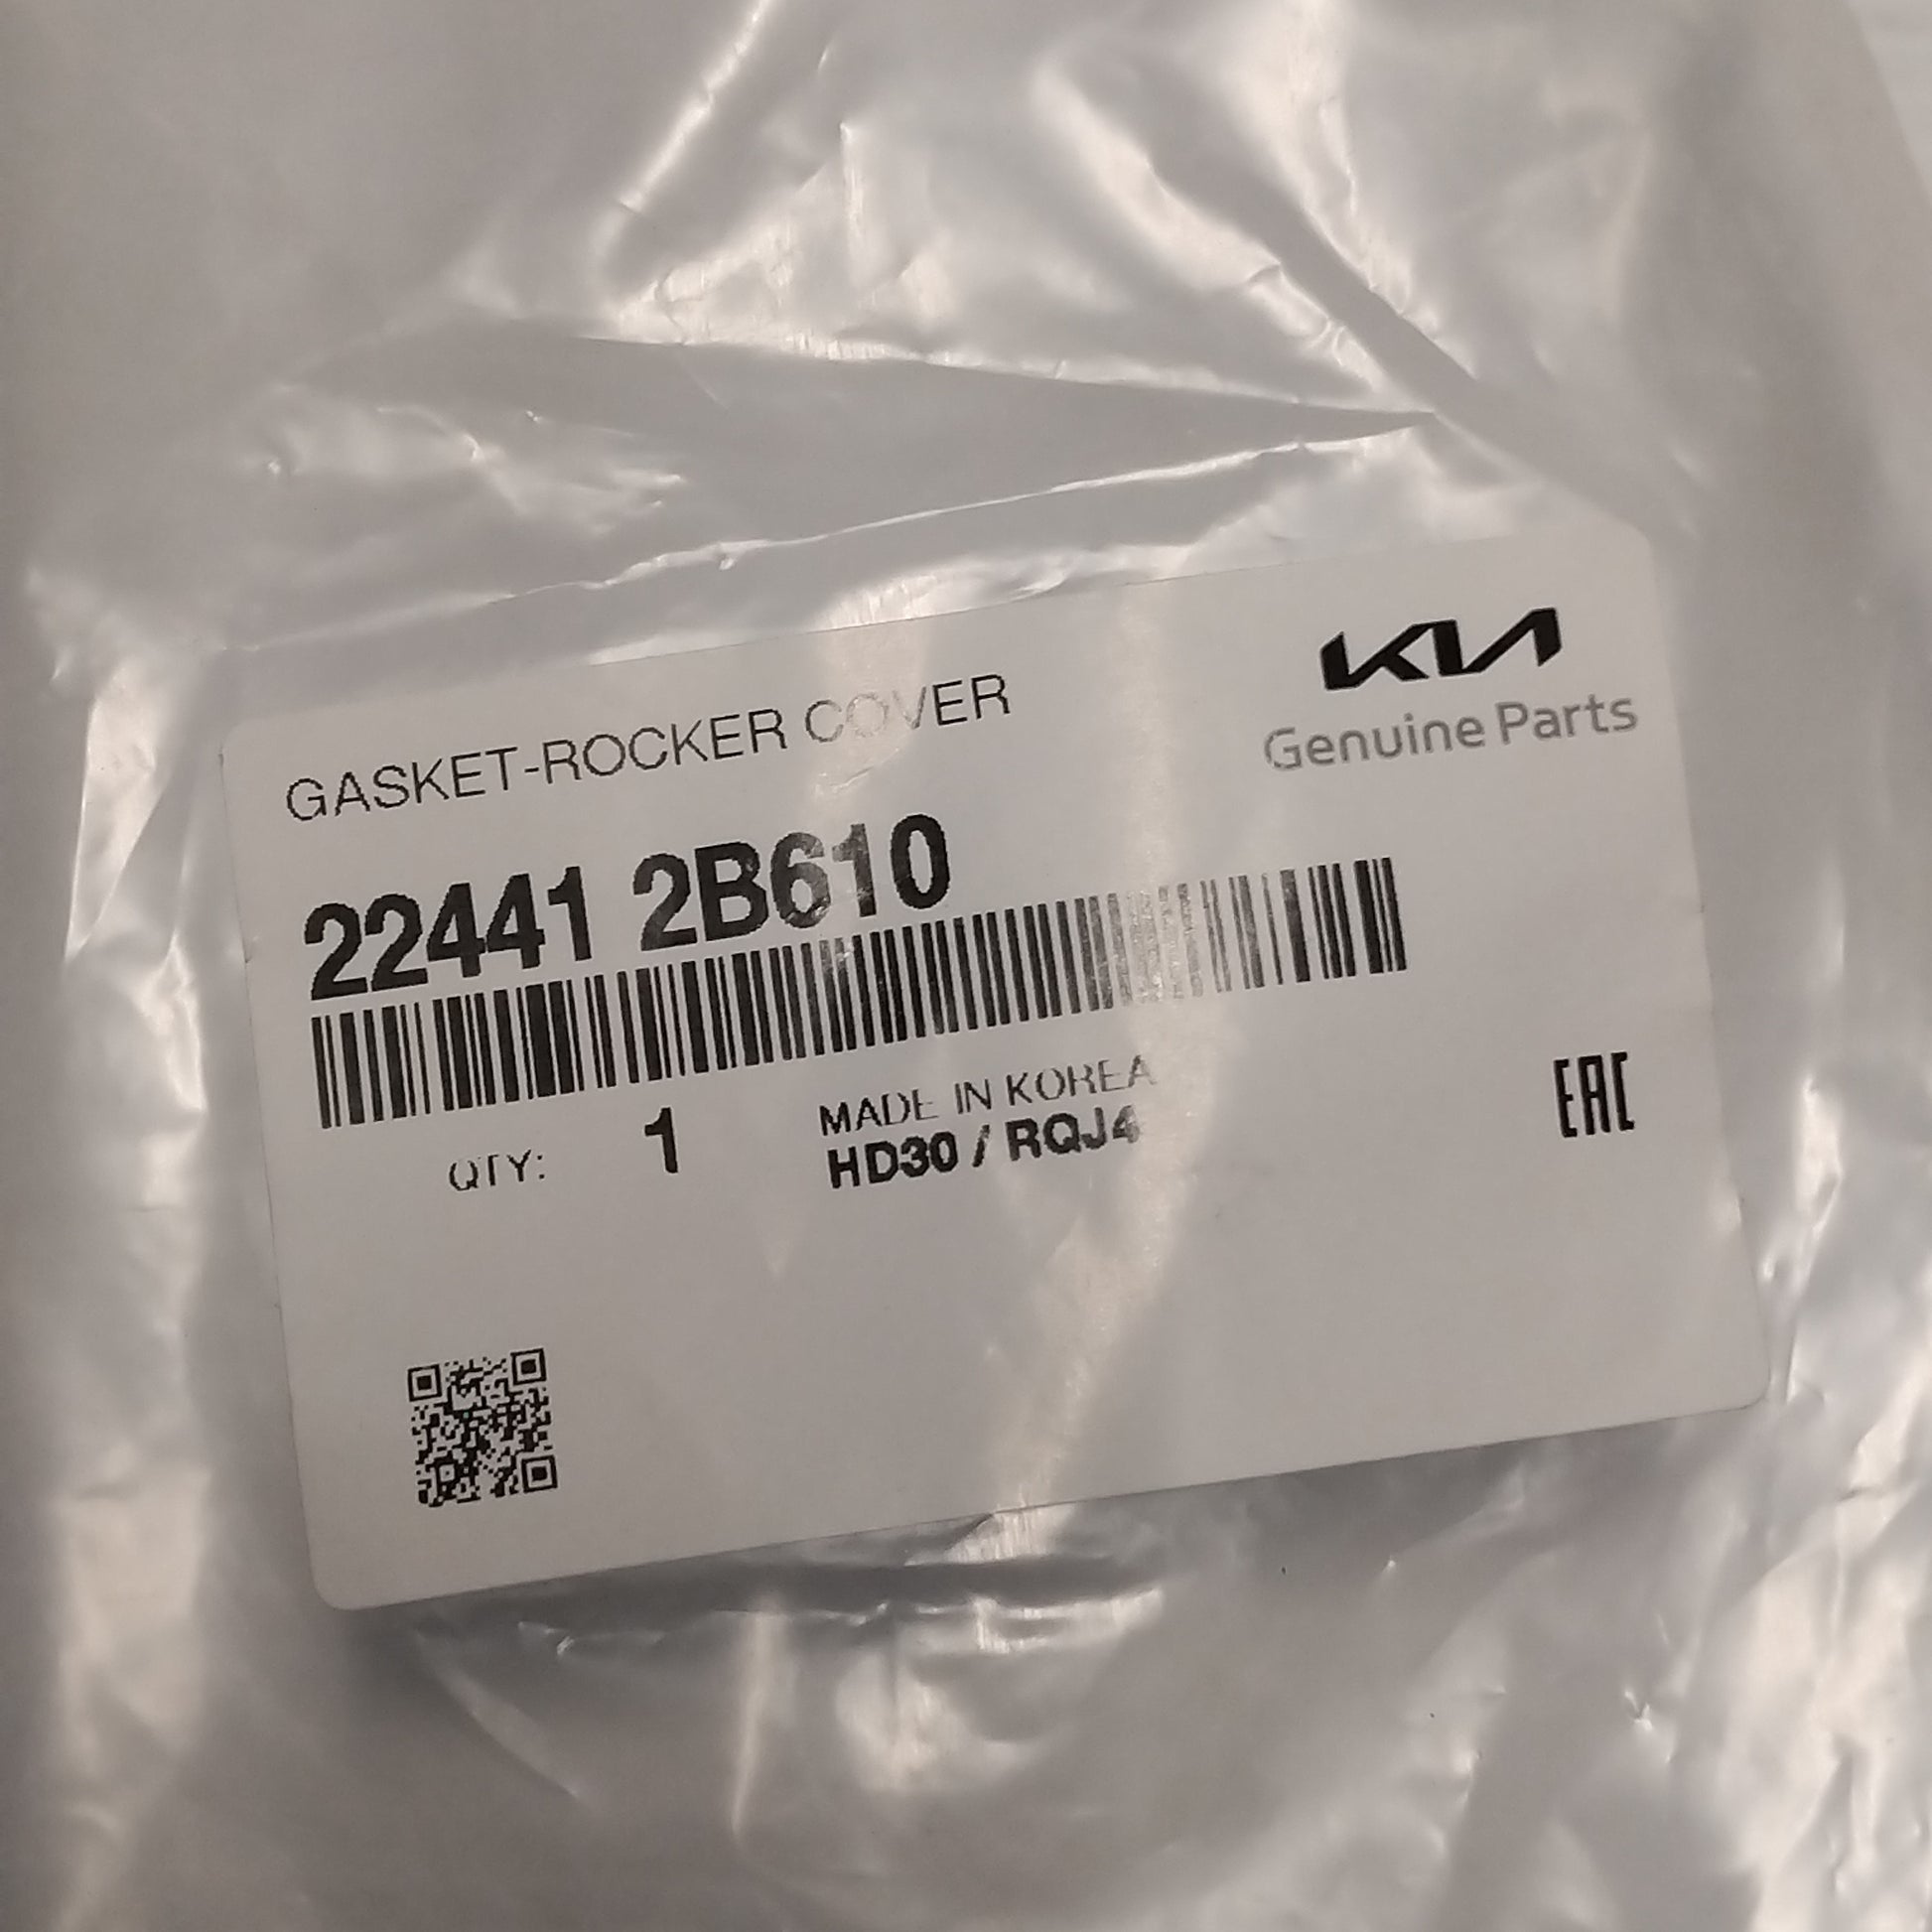 GASKET-ROCKER COVER
KIA
Genuine Parts
22441 2B610
QTY: 1
MADE IN KOREA
HD30 / RQJ4
EAC